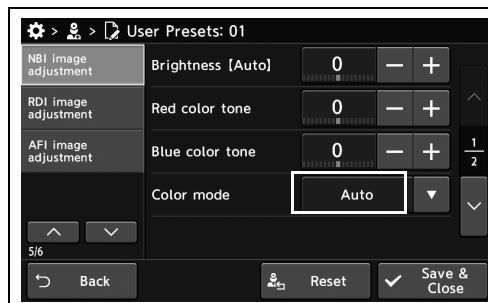 > > User Presets: 01
NBI image
adjustment
RDI image
adjustment
AFI image
adjustment
5/6
Brightness [Auto] 0 − +
Red color tone 0 − +
Blue color tone 0 − +
Color mode Auto ▼
1
2
Back
Reset
Save &
Close